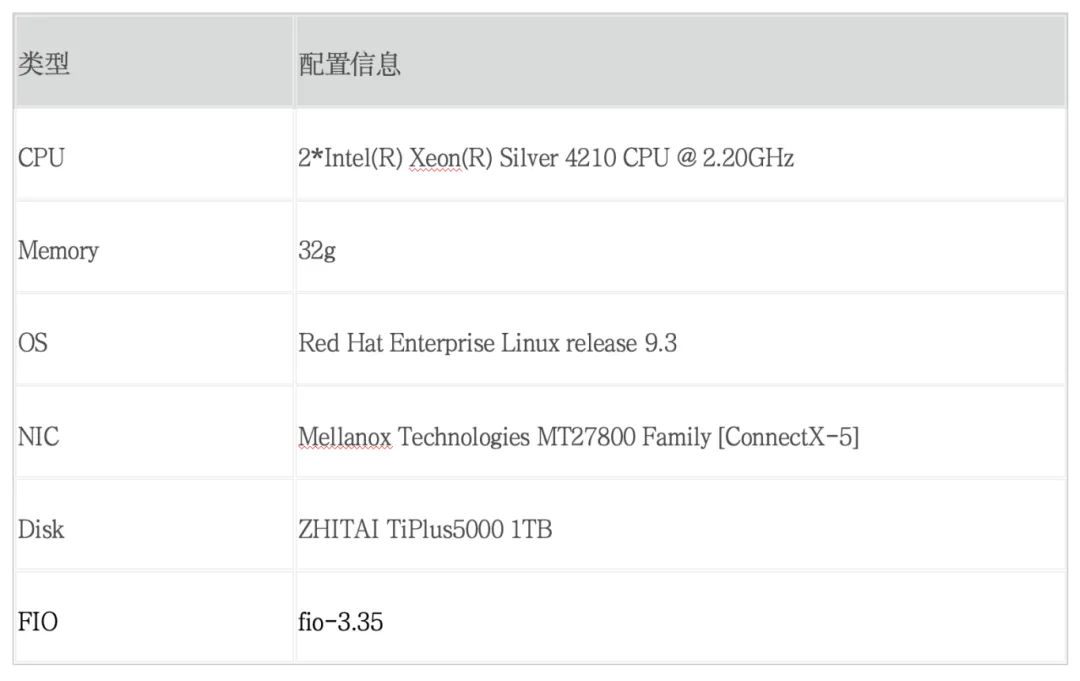 类型 配置信息
CPU 2*Intel(R) Xeon(R) Silver 4210 CPU @ 2.20GHz
Memory 32g
OS Red Hat Enterprise Linux release 9.3
NIC Mellanox Technologies MT27800 Family [ConnectX-5]
Disk ZHITAI TiPlus5000 1TB
FIO fio-3.35